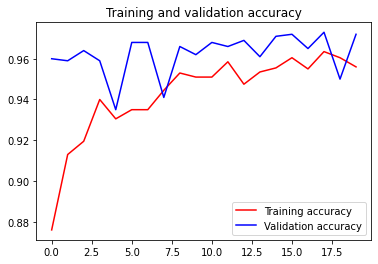 Training and validation accuracy
0.96
0.94
0.92
0.90
0.88
0.0 2.5 5.0 7.5 10.0 12.5 15.0 17.5
Training accuracy
Validation accuracy